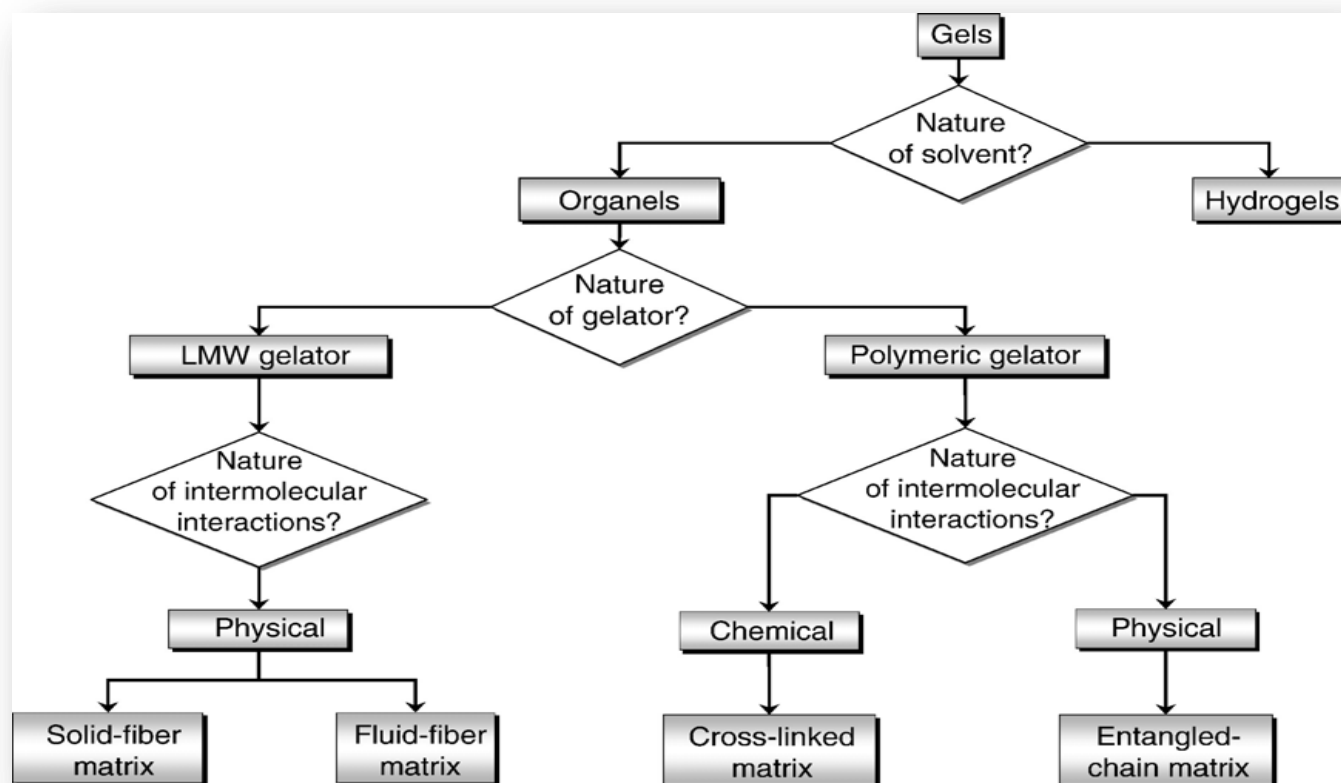 Gels
Nature
of solvent?
Organels
Hydrogels
Nature
of gelator?
LMW gelator
Polymeric gelator
Nature
of intermolecular
interactions?
Nature
of intermolecular
interactions?
Physical
Chemical
Physical
Solid-fiber
matrix
Fluid-fiber
matrix
Cross-linked
matrix
Entangled-
chain matrix